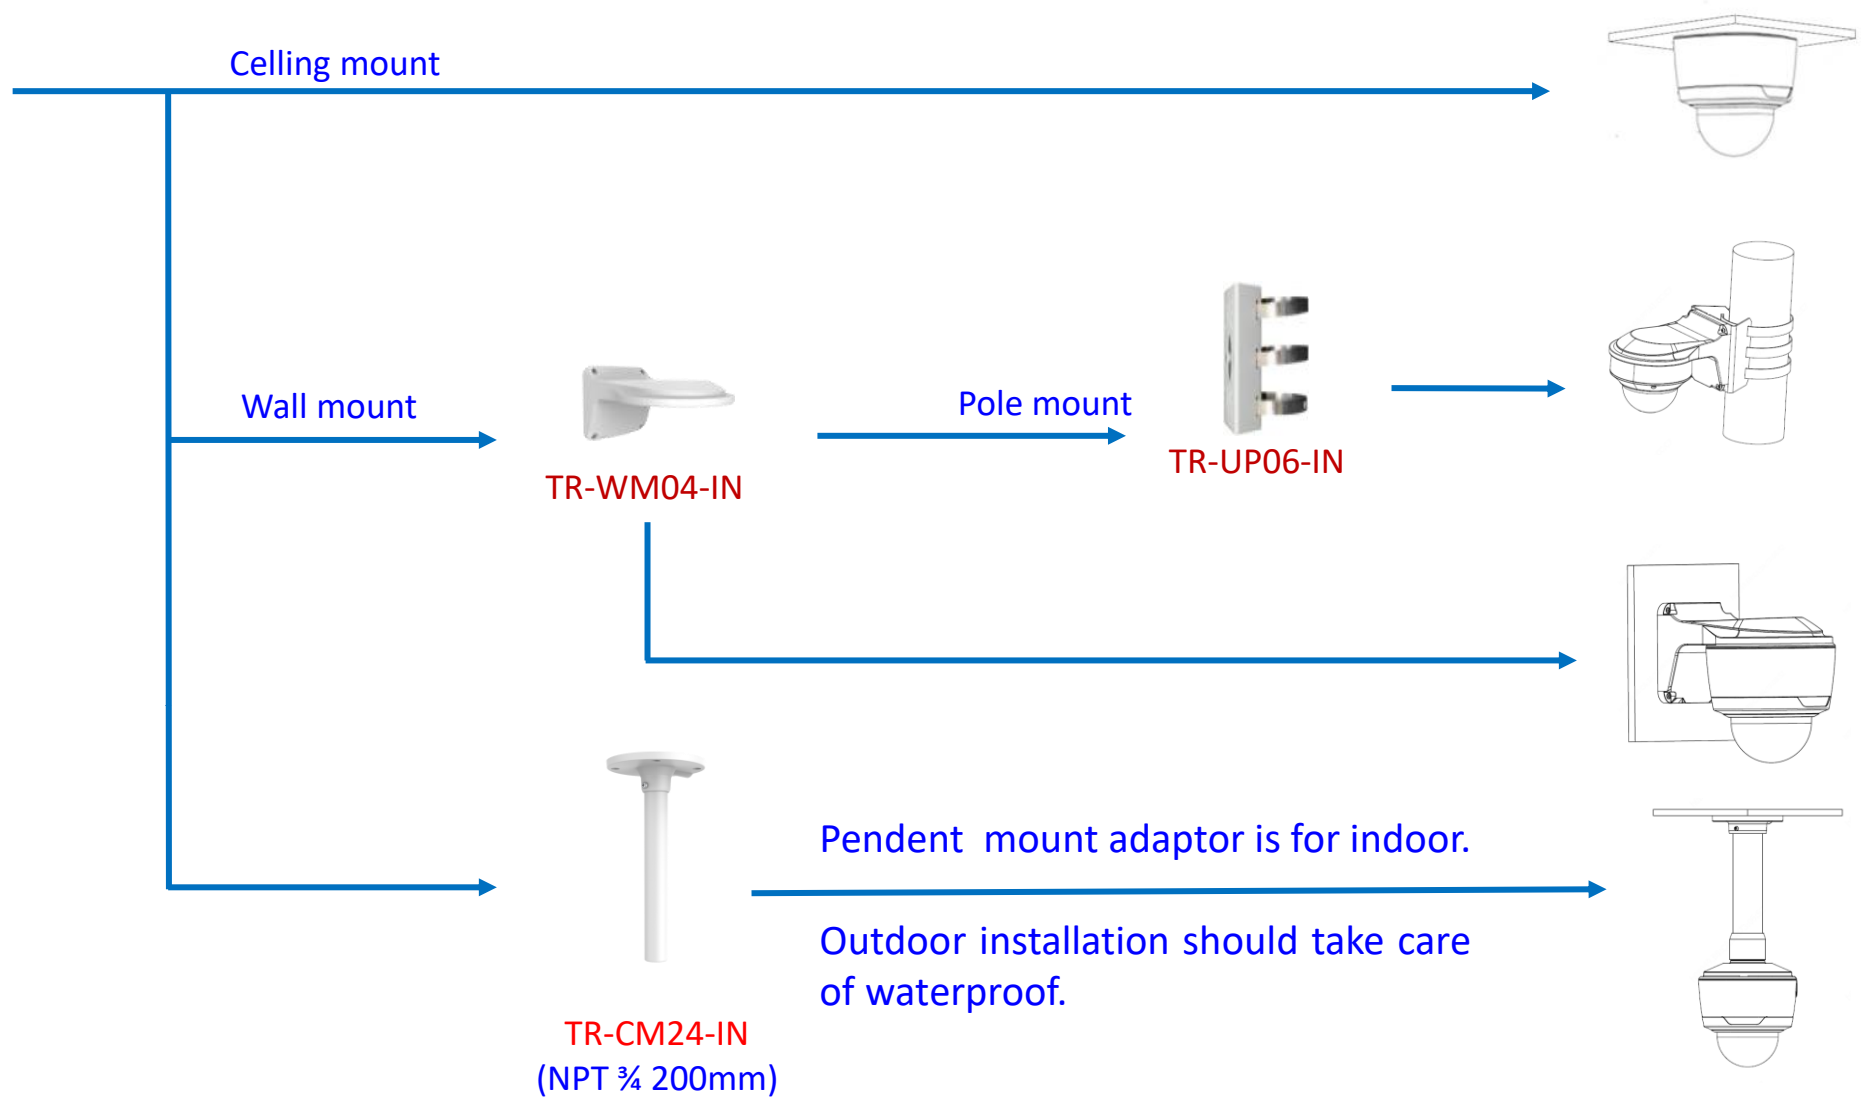 Celling mount
Wall mount
Pole mount
TR-UP06-IN
TR-WM04-IN
Pendent mount adaptor is for indoor.
Outdoor installation should take care
of waterproof.
TR-CM24-IN
(NPT ¾ 200mm)